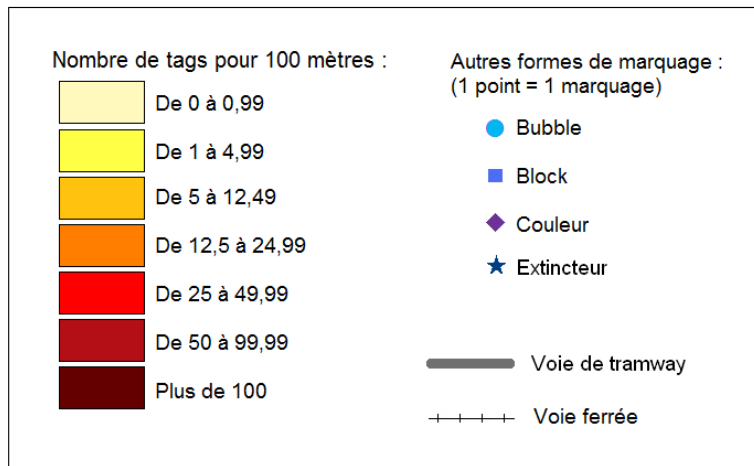 Nombre de tags pour 100 mètres :
De 0 à 0,99
De 1 à 4,99
De 5 à 12,49
De 12,5 à 24,99
De 25 à 49,99
De 50 à 99,99
Plus de 100
Autres formes de marquage :
(1 point = 1 marquage)
Bubble
Block
Couleur
Extincteur
Voie de tramway
Voie ferrée